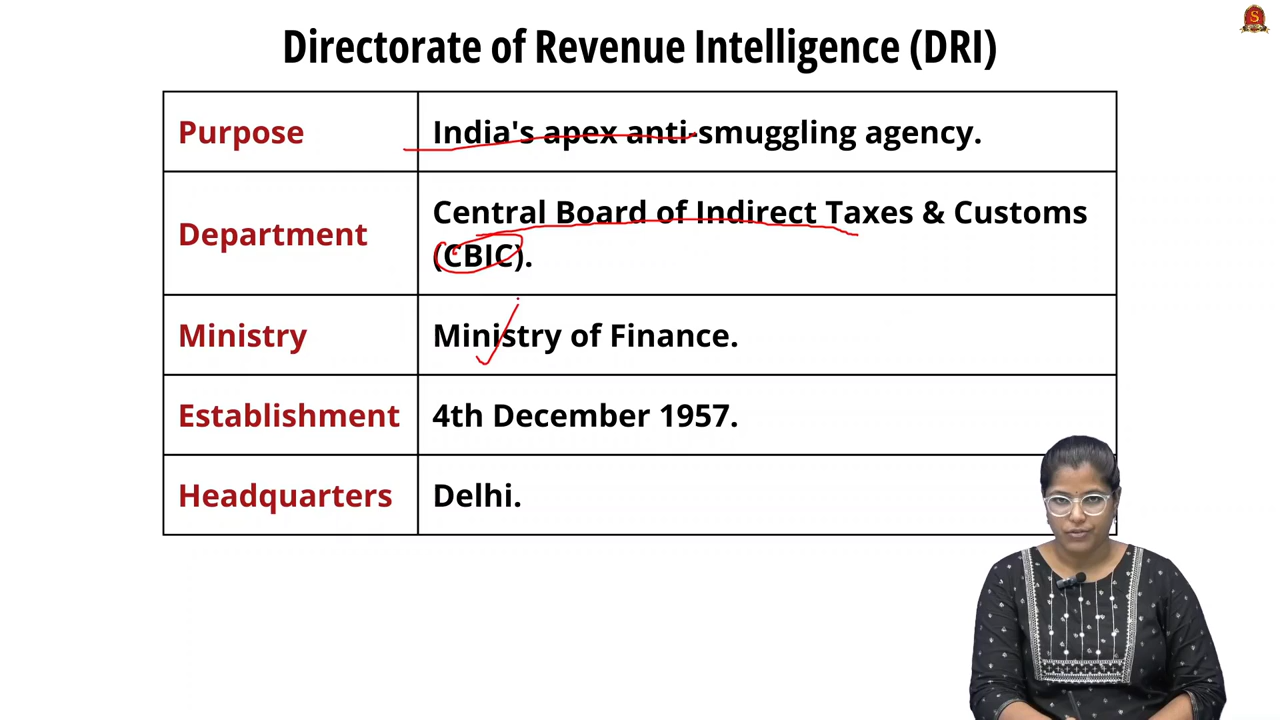 Directorate of Revenue Intelligence (DRI)
Purpose
India's apex anti-smuggling agency.
Department
Central Board of Indirect Taxes & Customs
(CBIC).
Ministry
Ministry of Finance.
Establishment
4th December 1957.
Headquarters
Delhi.